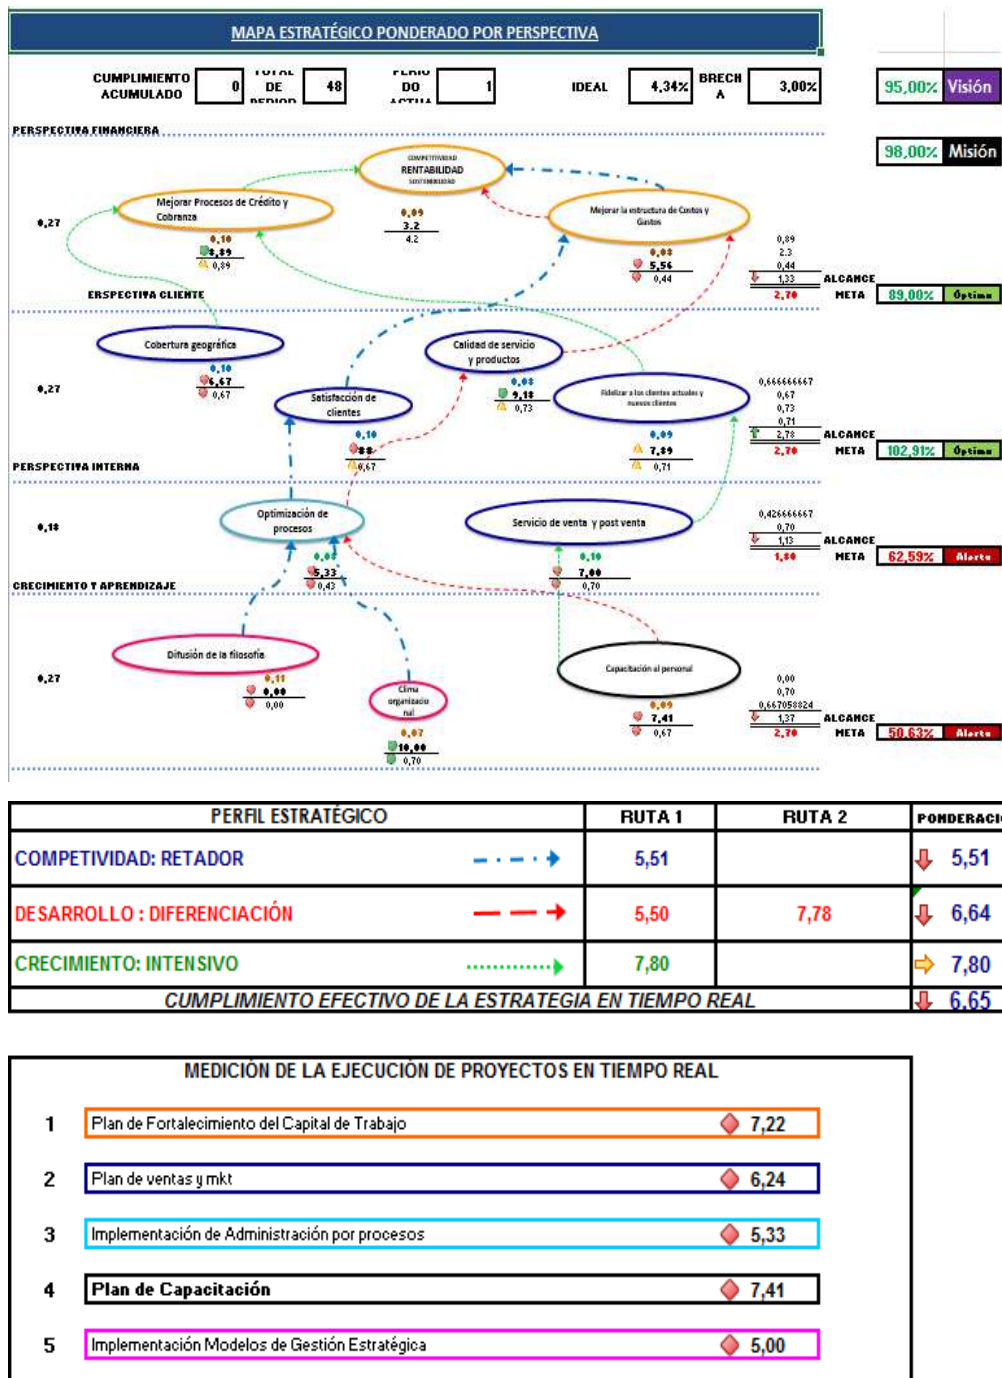 MAPA ESTRATÉGICO PONDERADO POR PERSPECTIVA
CUMPLIMIENTO ACUMULADO 0 DE 48 DO 1 IDEAL 4,34% BRECHA 3,00%
95,00% Visión
98,00% Misión
PERSPECTIVA FINANCIERA
COMPETITIVIDAD
RENTABILIDAD
SOSTENIBILIDAD
Mejorar Procesos de Crédito y
Cobranza
Mejorar la estructura de Costos y
Gastos
0,27
0,09
3.2
4.2
0,10
8,89
0,89
0,08
5,56
0,44
0,89
2.3
0,44
1,33 ALCANCE
2,70 META 89,00% Óptimo
ERSPECTIVA CLIENTE
Cobertura geográfica
Calidad de servicio
y productos
0,10
6,67
0,67
0,27
Satisfacción de
clientes
0,08
9,18
0,73
Fidelizar a los clientes actuales y
nuevos clientes
0,10
88
0,67
0,09
7,89
0,71
0,666666667
0,67
0,73
0,71
2,78 ALCANCE
2,70 META 102,91% Óptimo
PERSPECTIVA INTERNA
0,18
Optimización de
procesos
Servicio de venta y post venta
0,08
5,33
0,43
0,10
7,00
0,70
0,426666667
0,70
1,13 ALCANCE
1,80 META 62,59% Alerta
CRECIMIENTO Y APRENDIZAJE
0,27
Difusión de la filosofía
0,11
0,00
0,00
Clima
organizacio
nal
0,07
10,00
0,70
Capacitación al personal
0,09
7,41
0,67
0,00
0,70
0,667058824
1,37 ALCANCE
2,70 META 50,63% Alerta
PERFIL ESTRATÉGICO RUTA 1 RUTA 2 PONDERACI
COMPETIVIDAD: RETADOR 5,51 5,51
DESARROLLO : DIFERENCIACIÓN 5,50 7,78 6,64
CRECIMIENTO: INTENSIVO 7,80 7,80
CUMPLIMIENTO EFECTIVO DE LA ESTRATEGIA EN TIEMPO REAL 6,65
MEDICIÓN DE LA EJECUCIÓN DE PROYECTOS EN TIEMPO REAL
1 Plan de Fortalecimiento del Capital de Trabajo 7,22
2 Plan de ventas y mkt 6,24
3 Implementación de Administración por procesos 5,33
4 Plan de Capacitación 7,41
5 Implementación Modelos de Gestión Estratégica 5,00